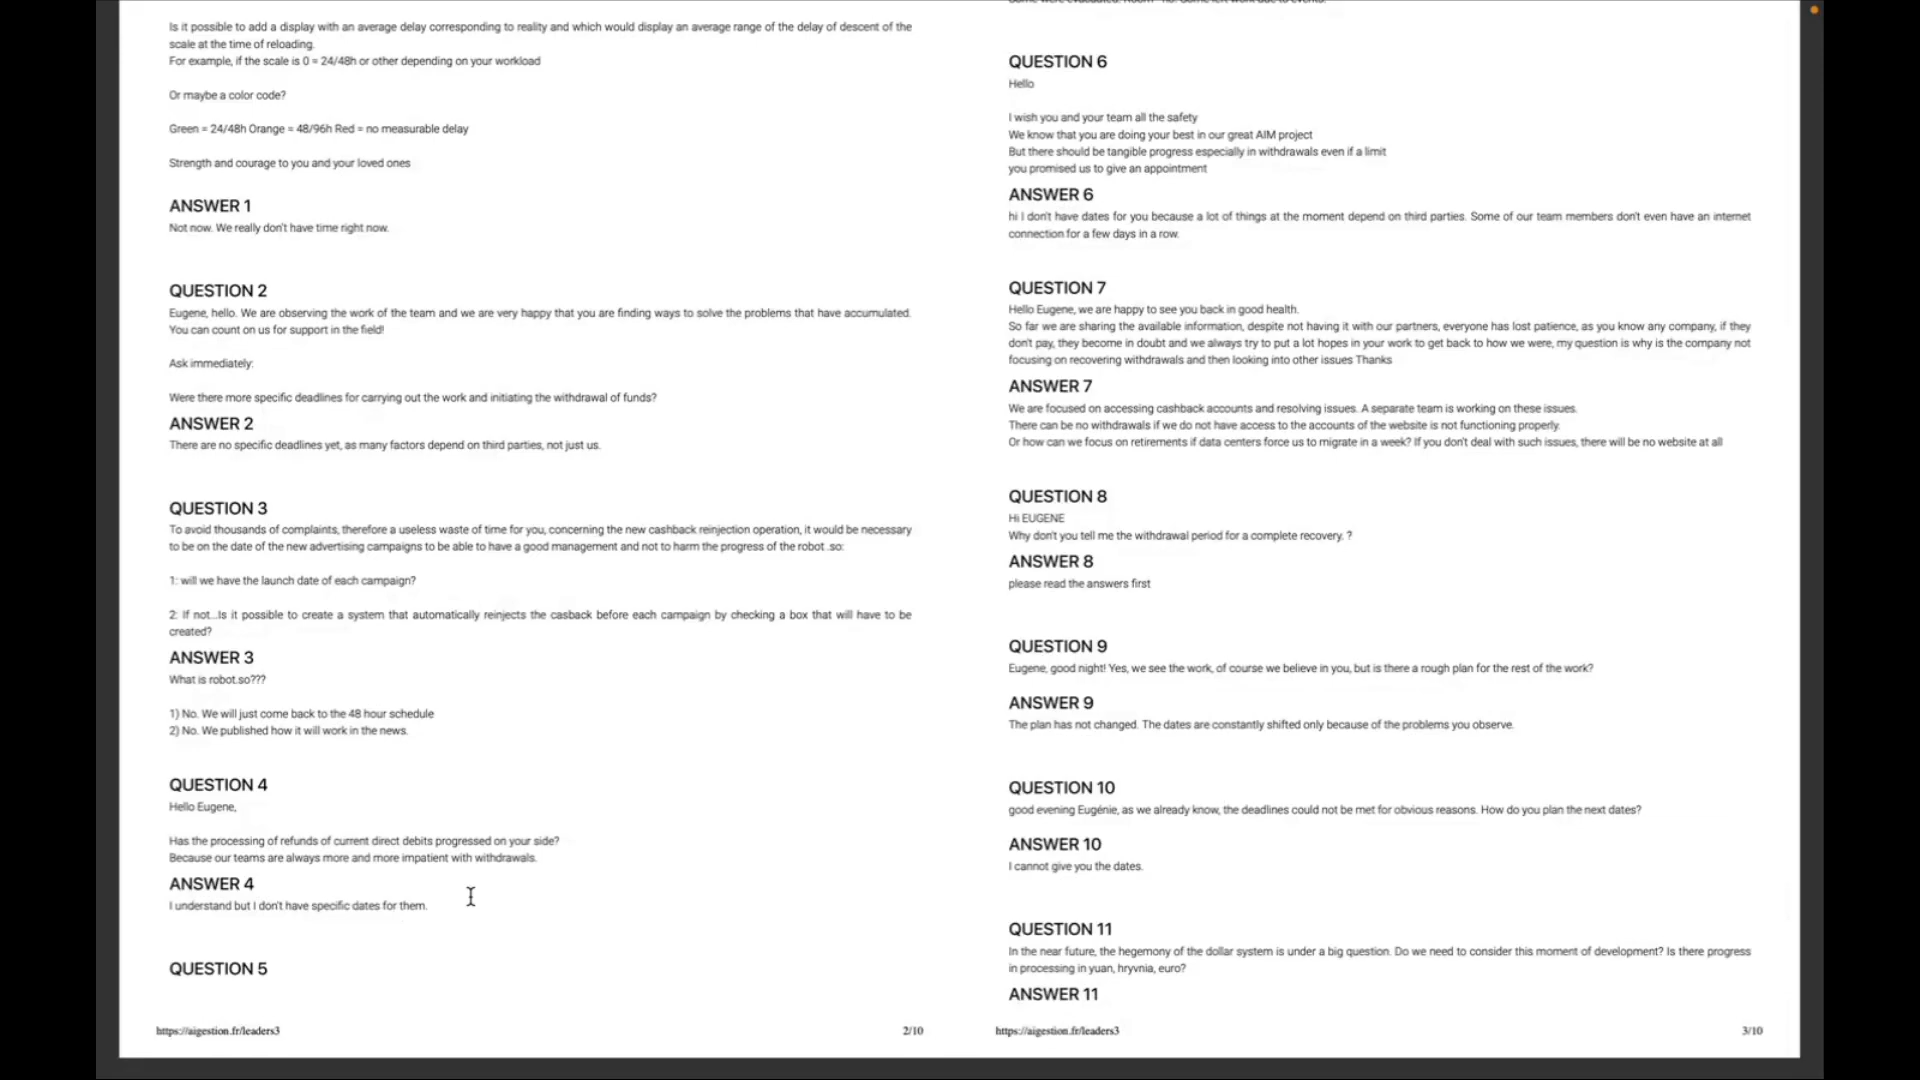 Is it possible to add a display with an average delay corresponding to reality and which would display an average range of the delay of descent of the
scale at the time of reloading.
For example, if the scale is 0 = 24/48h or other depending on your workload
Or maybe a color code?
Green = 24/48h Orange = 48/96h Red = no measurable delay
Strength and courage to you and your loved ones
ANSWER 1
Not now. We really don't have time right now.
QUESTION 2
Eugene, hello. We are observing the work of the team and we are very happy that you are finding ways to solve the problems that have accumulated.
You can count on us for support in the field!
Ask immediately:
Were there more specific deadlines for carrying out the work and initiating the withdrawal of funds?
ANSWER 2
There are no specific deadlines yet, as many factors depend on third parties, not just us.
QUESTION 3
To avoid thousands of complaints, therefore a useless waste of time for you, concerning the new cashback reinjection operation, it would be necessary
to be on the date of the new advertising campaigns to be able to have a good management and not to harm the progress of the robot .so:
1: will we have the launch date of each campaign?
2: If not...Is it possible to create a system that automatically reinjects the casback before each campaign by checking a box that will have to be
created?
ANSWER 3
What is robot.so???
1) No. We will just come back to the 48 hour schedule
2) No. We published how it will work in the news.
QUESTION 4
Hello Eugene,
Has the processing of refunds of current direct debits progressed on your side?
Because our teams are always more and more impatient with withdrawals.
ANSWER 4
I understand but I don't have specific dates for them.
QUESTION 5
https://aigestion.fr/leaders3
2/10
QUESTION 6
Hello
I wish you and your team all the safety
We know that you are doing your best in our great AIM project
But there should be tangible progress especially in withdrawals even if a limit
you promised us to give an appointment
ANSWER 6
hi I don't have dates for you because a lot of things at the moment depend on third parties. Some of our team members don't even have an internet
connection for a few days in a row.
QUESTION 7
Hello Eugene, we are happy to see you back in good health.
So far we are sharing the available information, despite not having it with our partners, everyone has lost patience, as you know any company, if they
don't pay, they become in doubt and we always try to put a lot hopes in your work to get back to how we were, my question is why is the company not
focusing on recovering withdrawals and then looking into other issues Thanks
ANSWER 7
We are focused on accessing cashback accounts and resolving issues. A separate team is working on these issues.
There can be no withdrawals if we do not have access to the accounts of the website is not functioning properly.
Or how can we focus on retirements if data centers force us to migrate in a week? If you don't deal with such issues, there will be no website at all
QUESTION 8
Hi EUGENE
Why don't you tell me the withdrawal period for a complete recovery. ?
ANSWER 8
please read the answers first
QUESTION 9
Eugene, good night! Yes, we see the work, of course we believe in you, but is there a rough plan for the rest of the work?
ANSWER 9
The plan has not changed. The dates are constantly shifted only because of the problems you observe.
QUESTION 10
good evening Eugénie, as we already know, the deadlines could not be met for obvious reasons. How do you plan the next dates?
ANSWER 10
I cannot give you the dates.
QUESTION 11
In the near future, the hegemony of the dollar system is under a big question. Do we need to consider this moment of development? Is there progress
in processing in yuan, hryvnia, euro?
ANSWER 11
https://aigestion.fr/leaders3
3/10